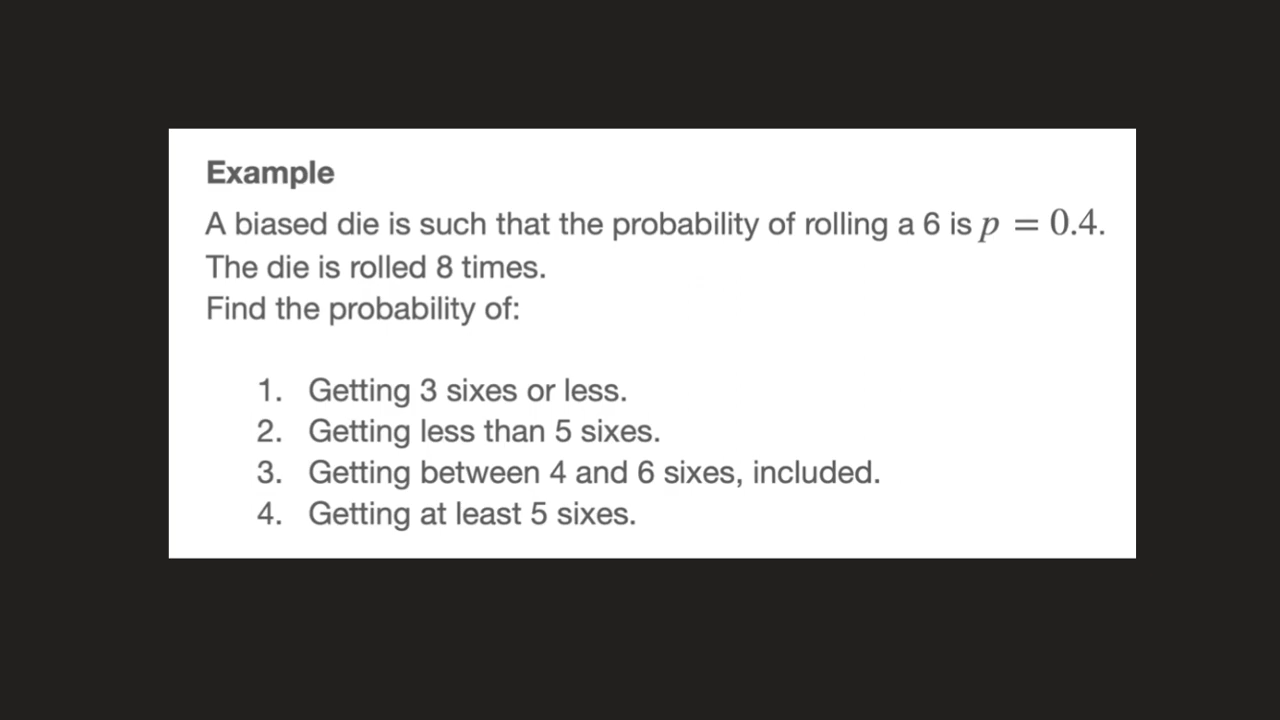 Example
A biased die is such that the probability of rolling a 6 is p = 0.4.
The die is rolled 8 times.
Find the probability of:
1. Getting 3 sixes or less.
2. Getting less than 5 sixes.
3. Getting between 4 and 6 sixes, included.
4. Getting at least 5 sixes.